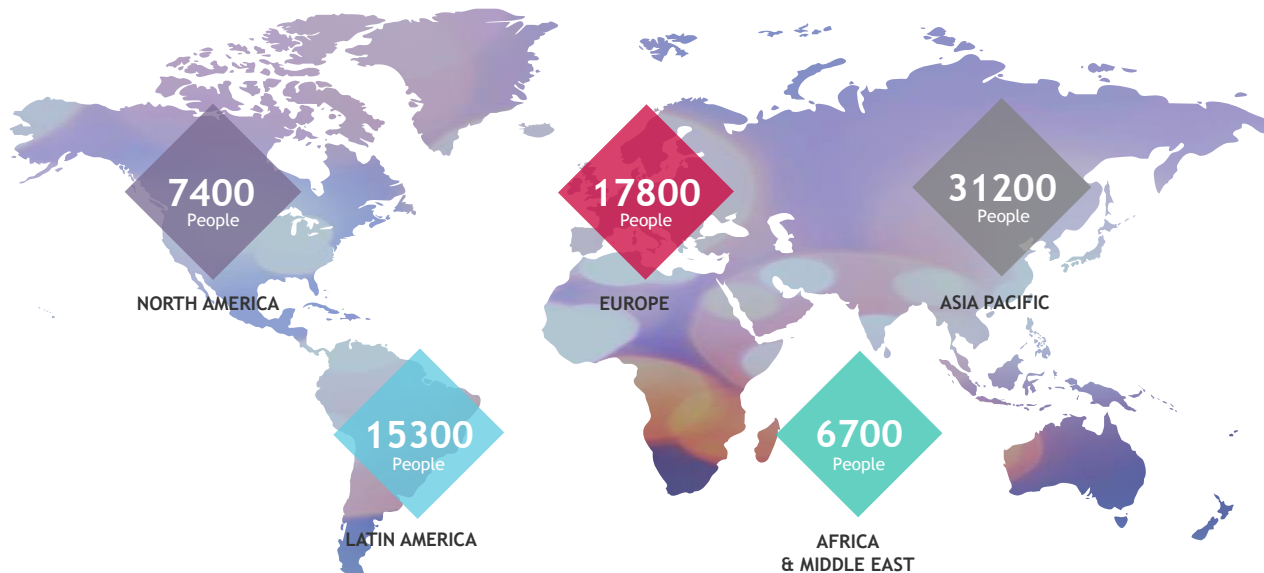 7400
People
NORTH AMERICA
17800
People
EUROPE
31200
People
ASIA PACIFIC
15300
People
LATIN AMERICA
6700
People
AFRICA
& MIDDLE EAST